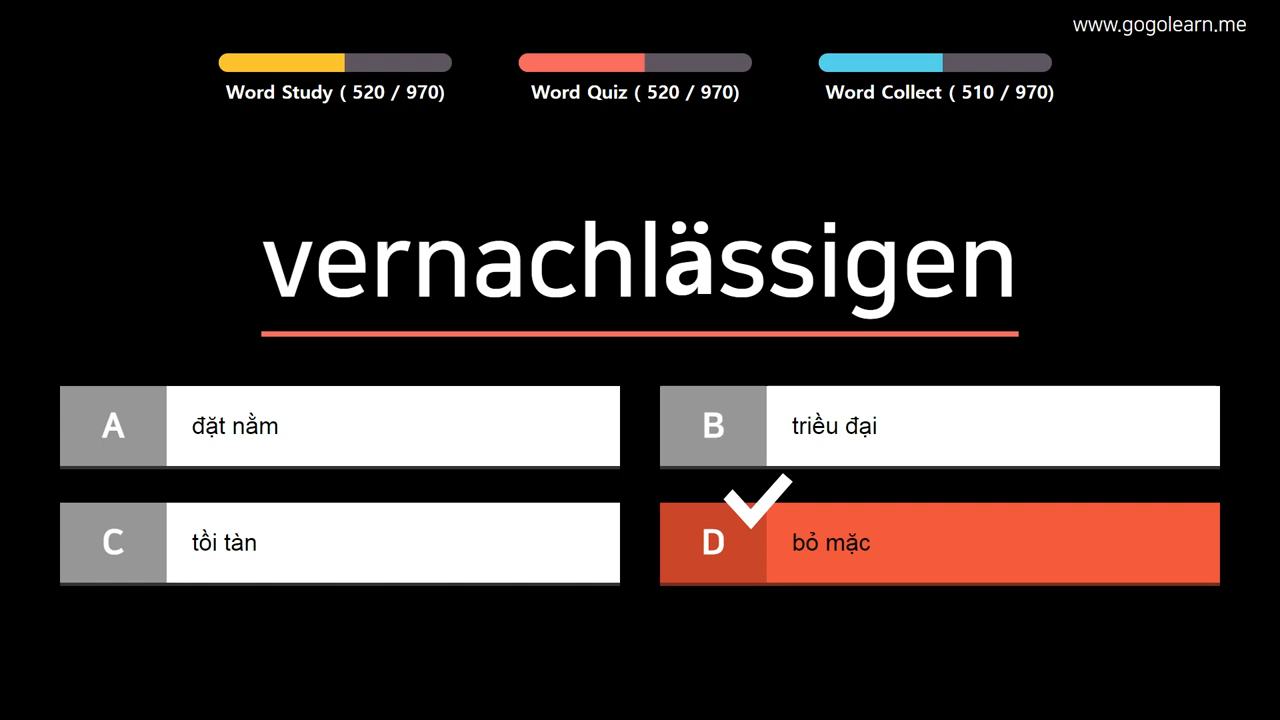 www.gogolearn.me
Word Study ( 520 / 970)
Word Quiz ( 520 / 970)
Word Collect ( 510 / 970)
vernachlässigen
A đặt nằm
B triều đại
C tồi tàn
D bỏ mặc